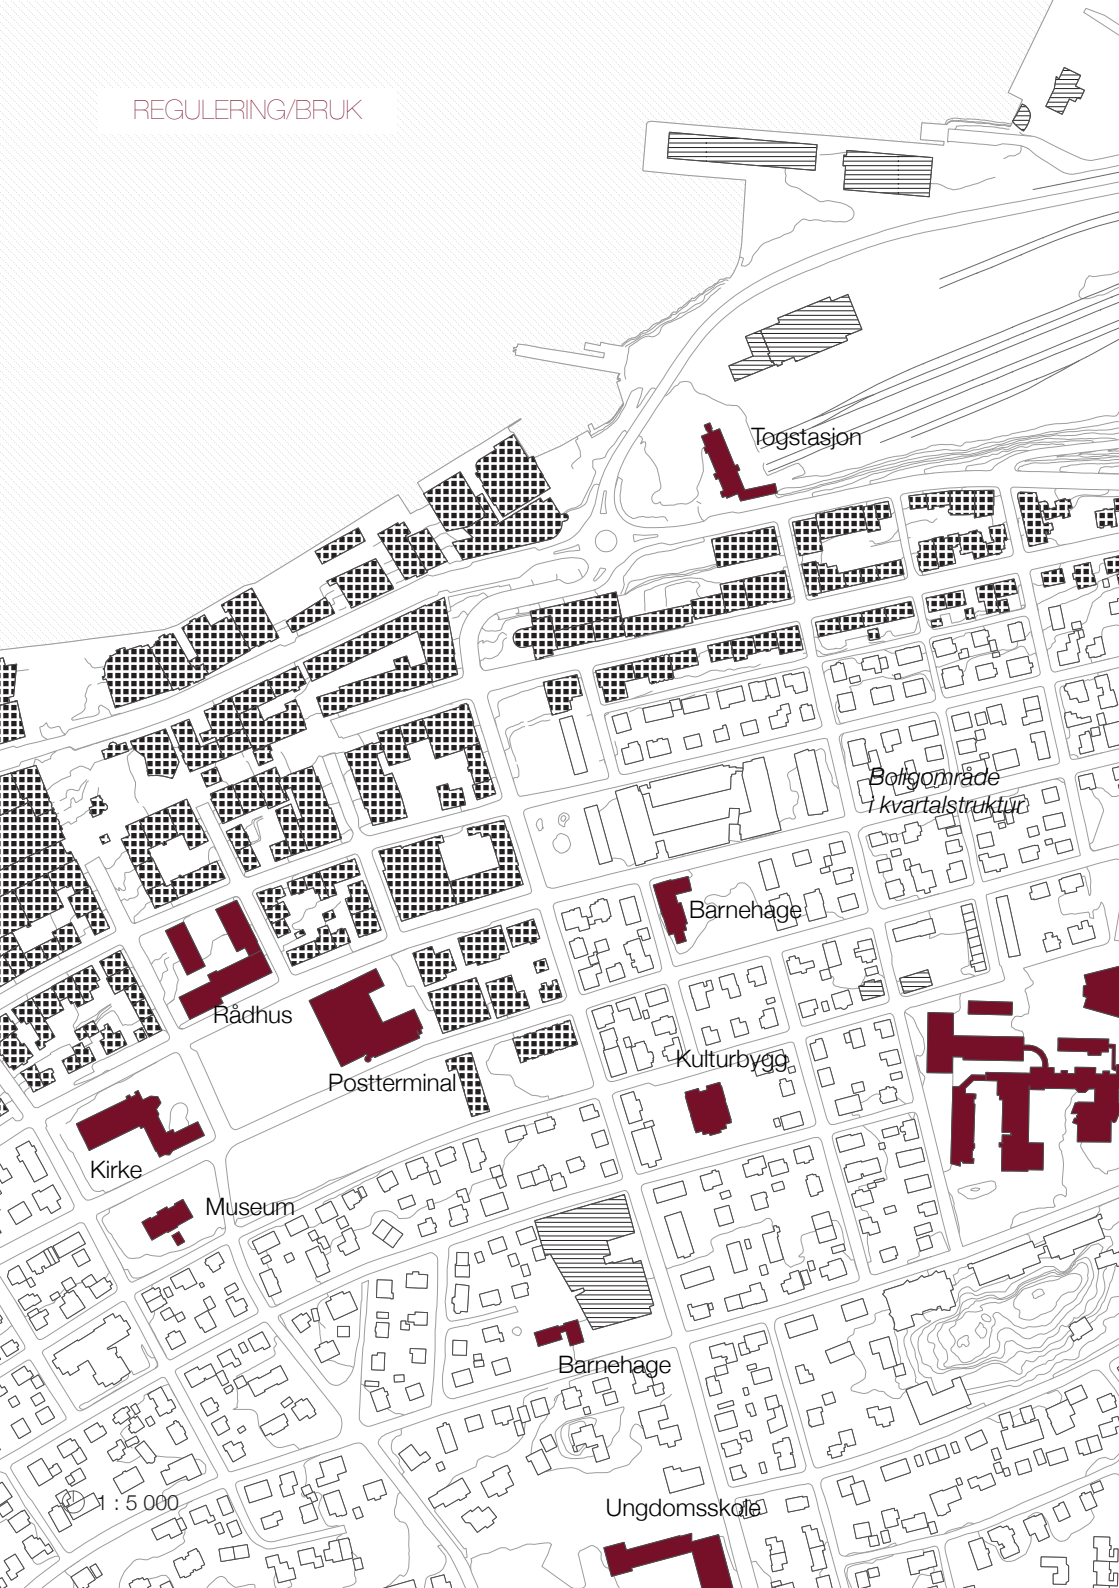 REGULERING/BRUK
Togstasjon
Boligområde
i kvartalstruktur
Barnehage
Rådhus
Postterminal
Kulturbygg
Kirke
Museum
Barnehage
1 : 5 000
Ungdomsskole